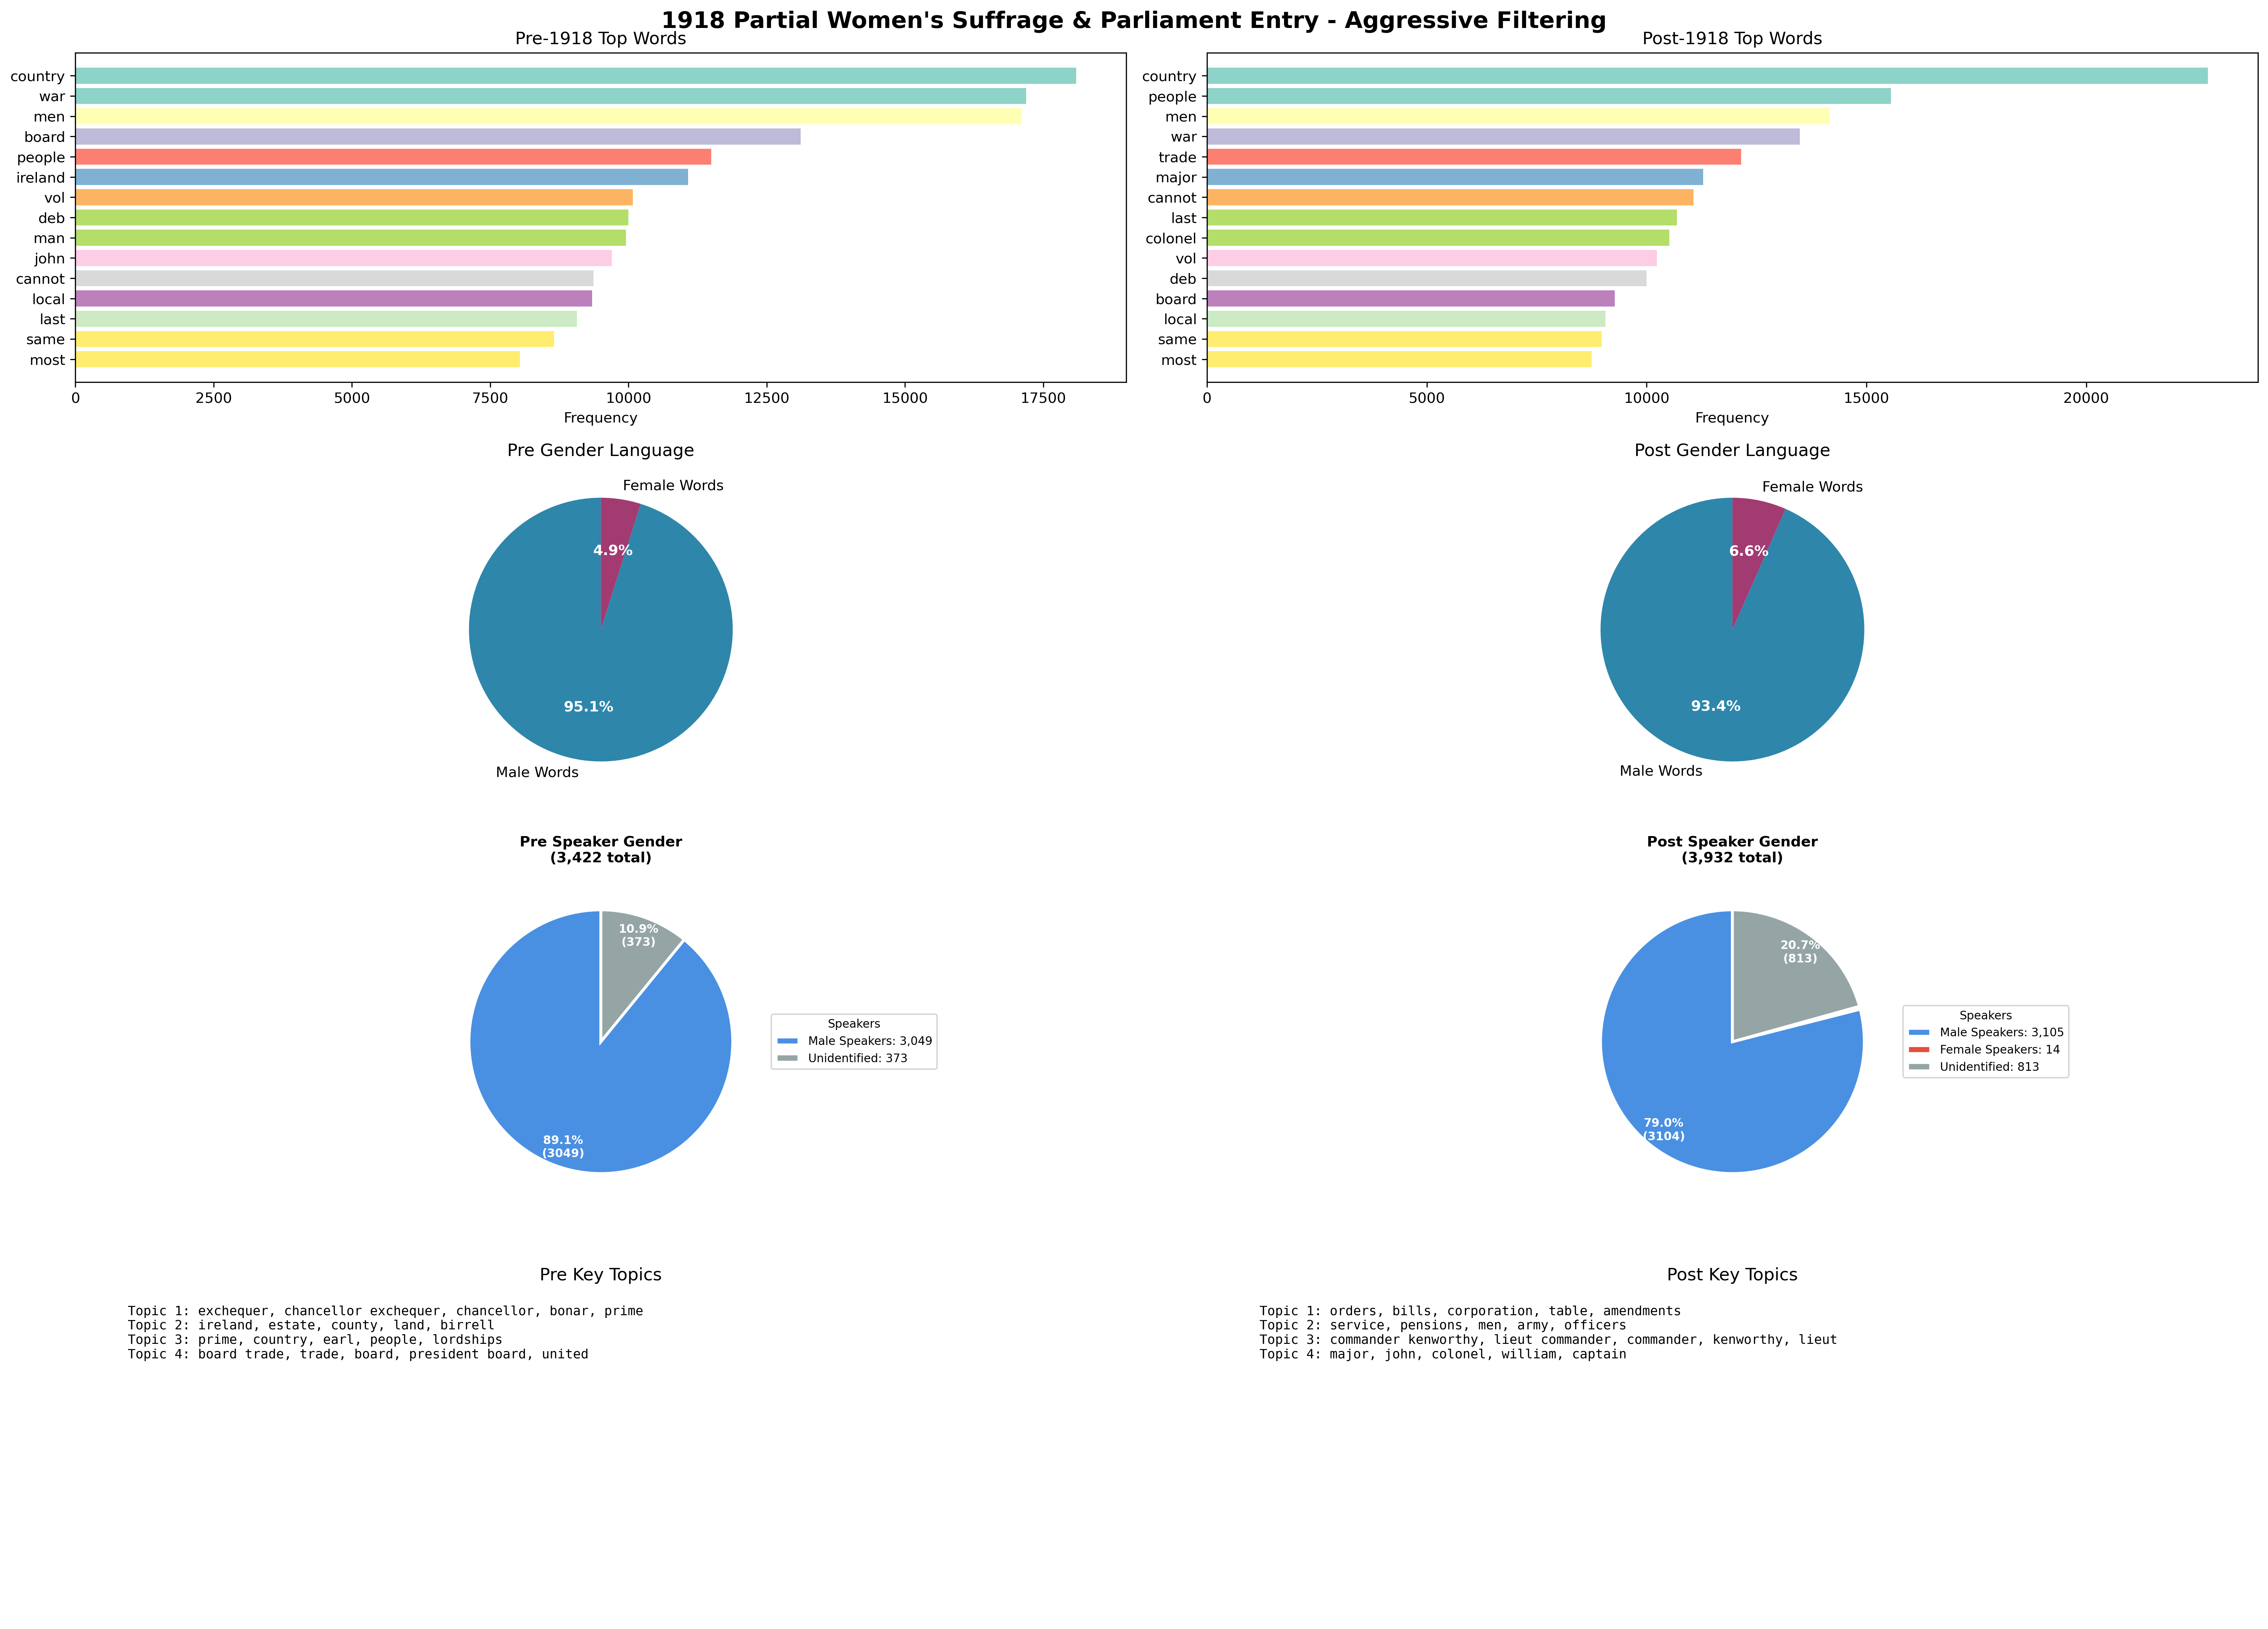 1918 Partial Women's Suffrage & Parliament Entry - Aggressive Filtering
Pre-1918 Top Words
country
war
men
board
people
ireland
vol
deb
man
john
cannot
local
last
same
most
0 2500 5000 7500 10000 12500 15000 17500
Frequency
Post-1918 Top Words
country
people
men
war
trade
major
cannot
last
colonel
vol
deb
board
local
same
most
0 5000 10000 15000 20000
Frequency
Pre Gender Language
Female Words
4.9%
95.1%
Male Words
Post Gender Language
Female Words
6.6%
93.4%
Male Words
Pre Speaker Gender
(3,422 total)
10.9%
(373)
89.1%
(3049)
Speakers
Male Speakers: 3,049
Unidentified: 373
Post Speaker Gender
(3,932 total)
20.7%
(813)
79.0%
(3104)
Speakers
Male Speakers: 3,105
Female Speakers: 14
Unidentified: 813
Pre Key Topics
Topic 1: exchequer, chancellor exchequer, chancellor, bonar, prime
Topic 2: ireland, estate, county, land, birrell
Topic 3: prime, country, earl, people, lordships
Topic 4: board trade, trade, board, president board, united
Post Key Topics
Topic 1: orders, bills, corporation, table, amendments
Topic 2: service, pensions, men, army, officers
Topic 3: commander kenworthy, lieut commander, commander, kenworthy, lieut
Topic 4: major, john, colonel, william, captain